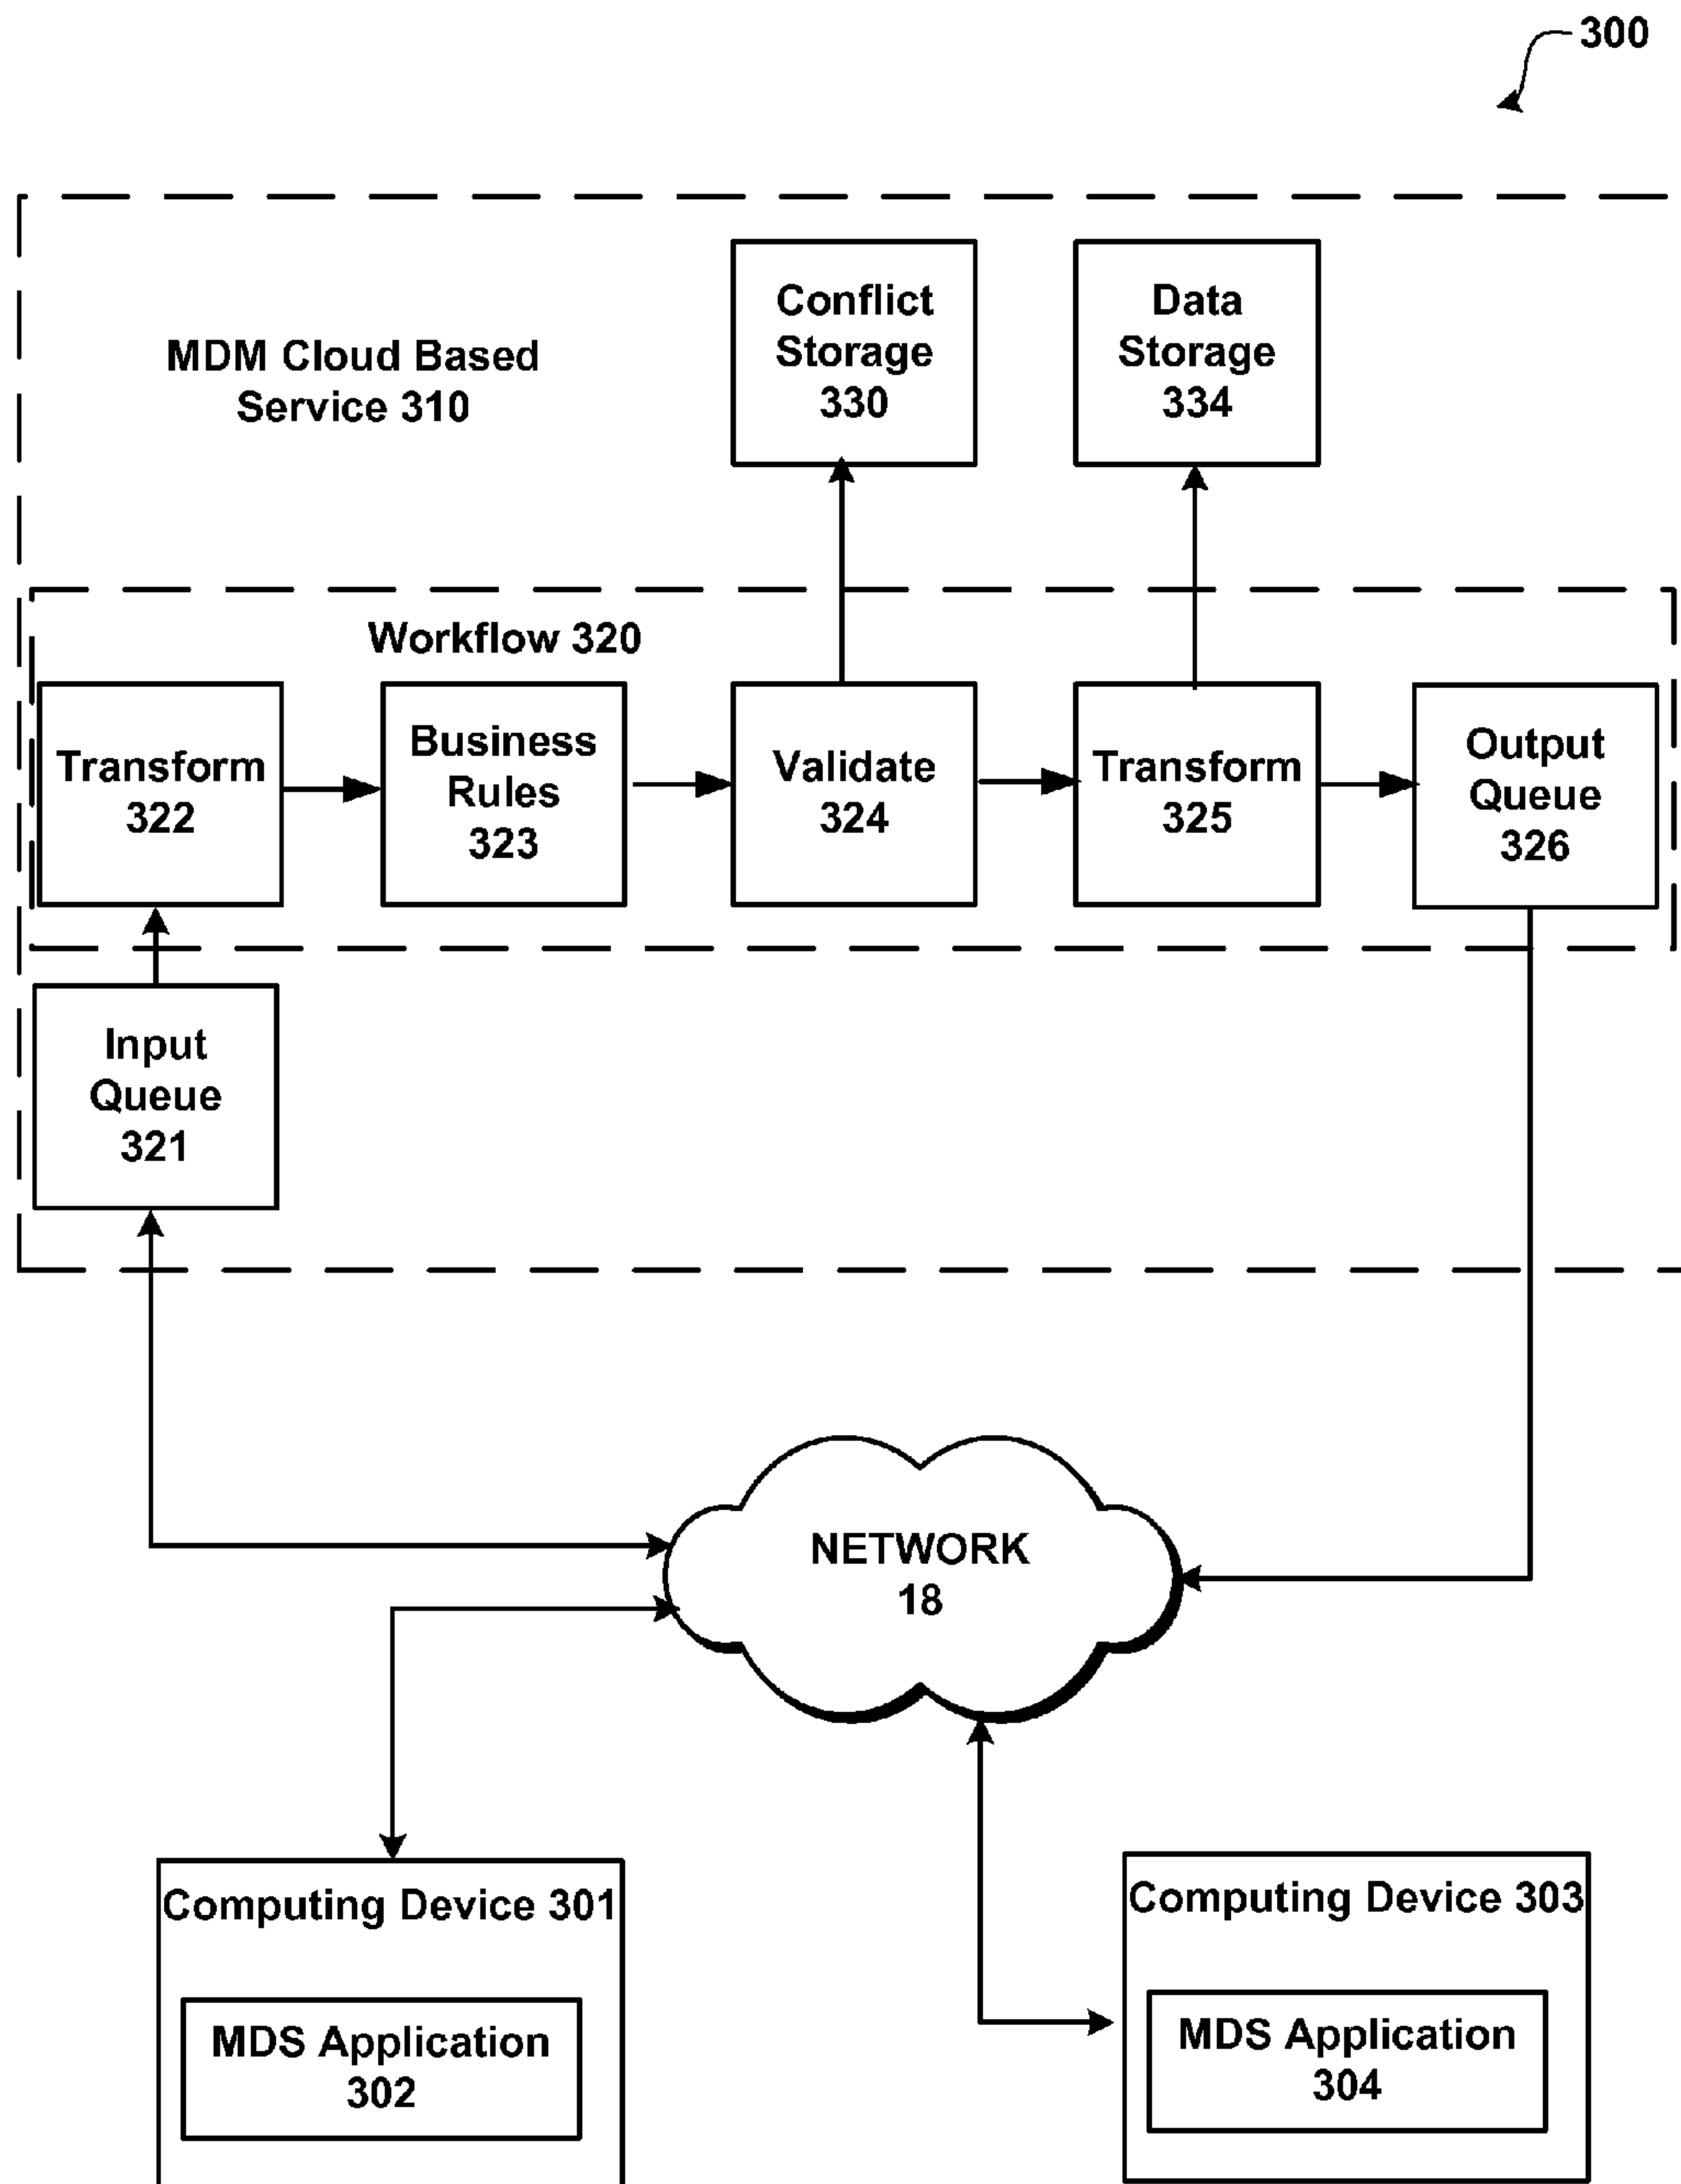 300
MDM Cloud Based
Service 310
Conflict
Storage
330
Data
Storage
334
Workflow 320
Transform
322
Business
Rules
323
Validate
324
Transform
325
Output
Queue
326
Input
Queue
321
NETWORK
18
Computing Device 301
MDS Application
302
Computing Device 303
MDS Application
304